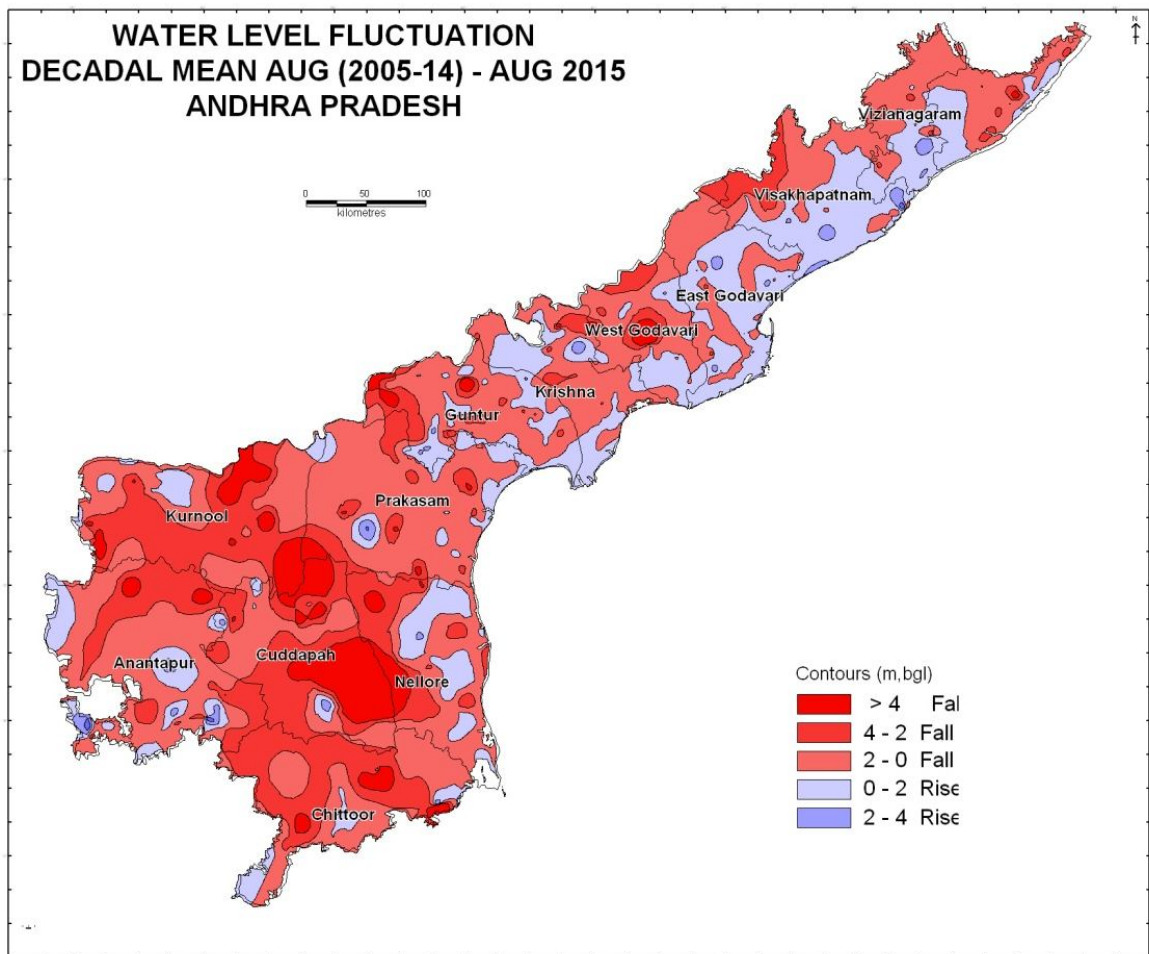 WATER LEVEL FLUCTUATION
DECADAL MEAN AUG (2005-14) - AUG 2015
ANDHRA PRADESH
N
0 50 100
kilometres
Vizianagaram
Visakhapatnam
East Godavari
West Godavari
Krishna
Guntur
Prakasam
Kurnool
Anantapur
Cuddapah
Nellore
Chittoor
Contours (m,bgl)
> 4 Fal
4 - 2 Fall
2 - 0 Fall
0 - 2 Rise
2 - 4 Rise